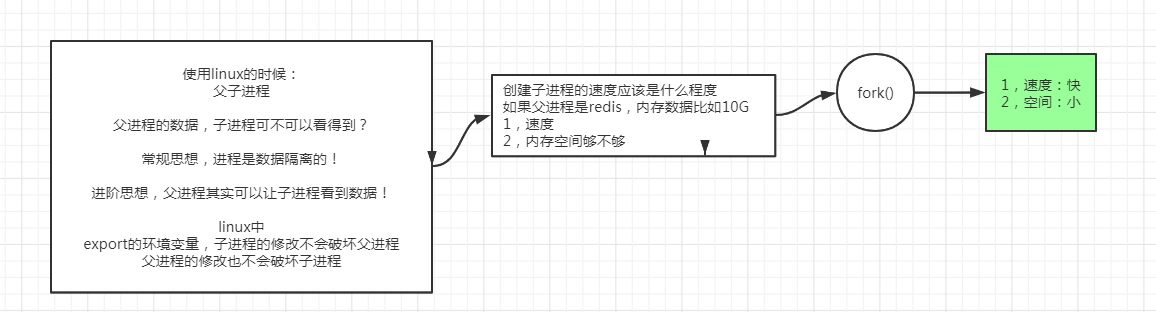 使用linux的时候：
父子进程
父进程的数据，子进程可不可以看得到？
常规思想，进程是数据隔离的！
进阶思想，父进程其实可以让子进程看到数据！
linux中
export的环境变量，子进程的修改不会破坏父进程
父进程的修改也不会破坏子进程
创建子进程的速度应该是什么程度
如果父进程是redis，内存数据比如10G
1，速度
2，内存空间够不够
fork()
1，速度：快
2，空间：小